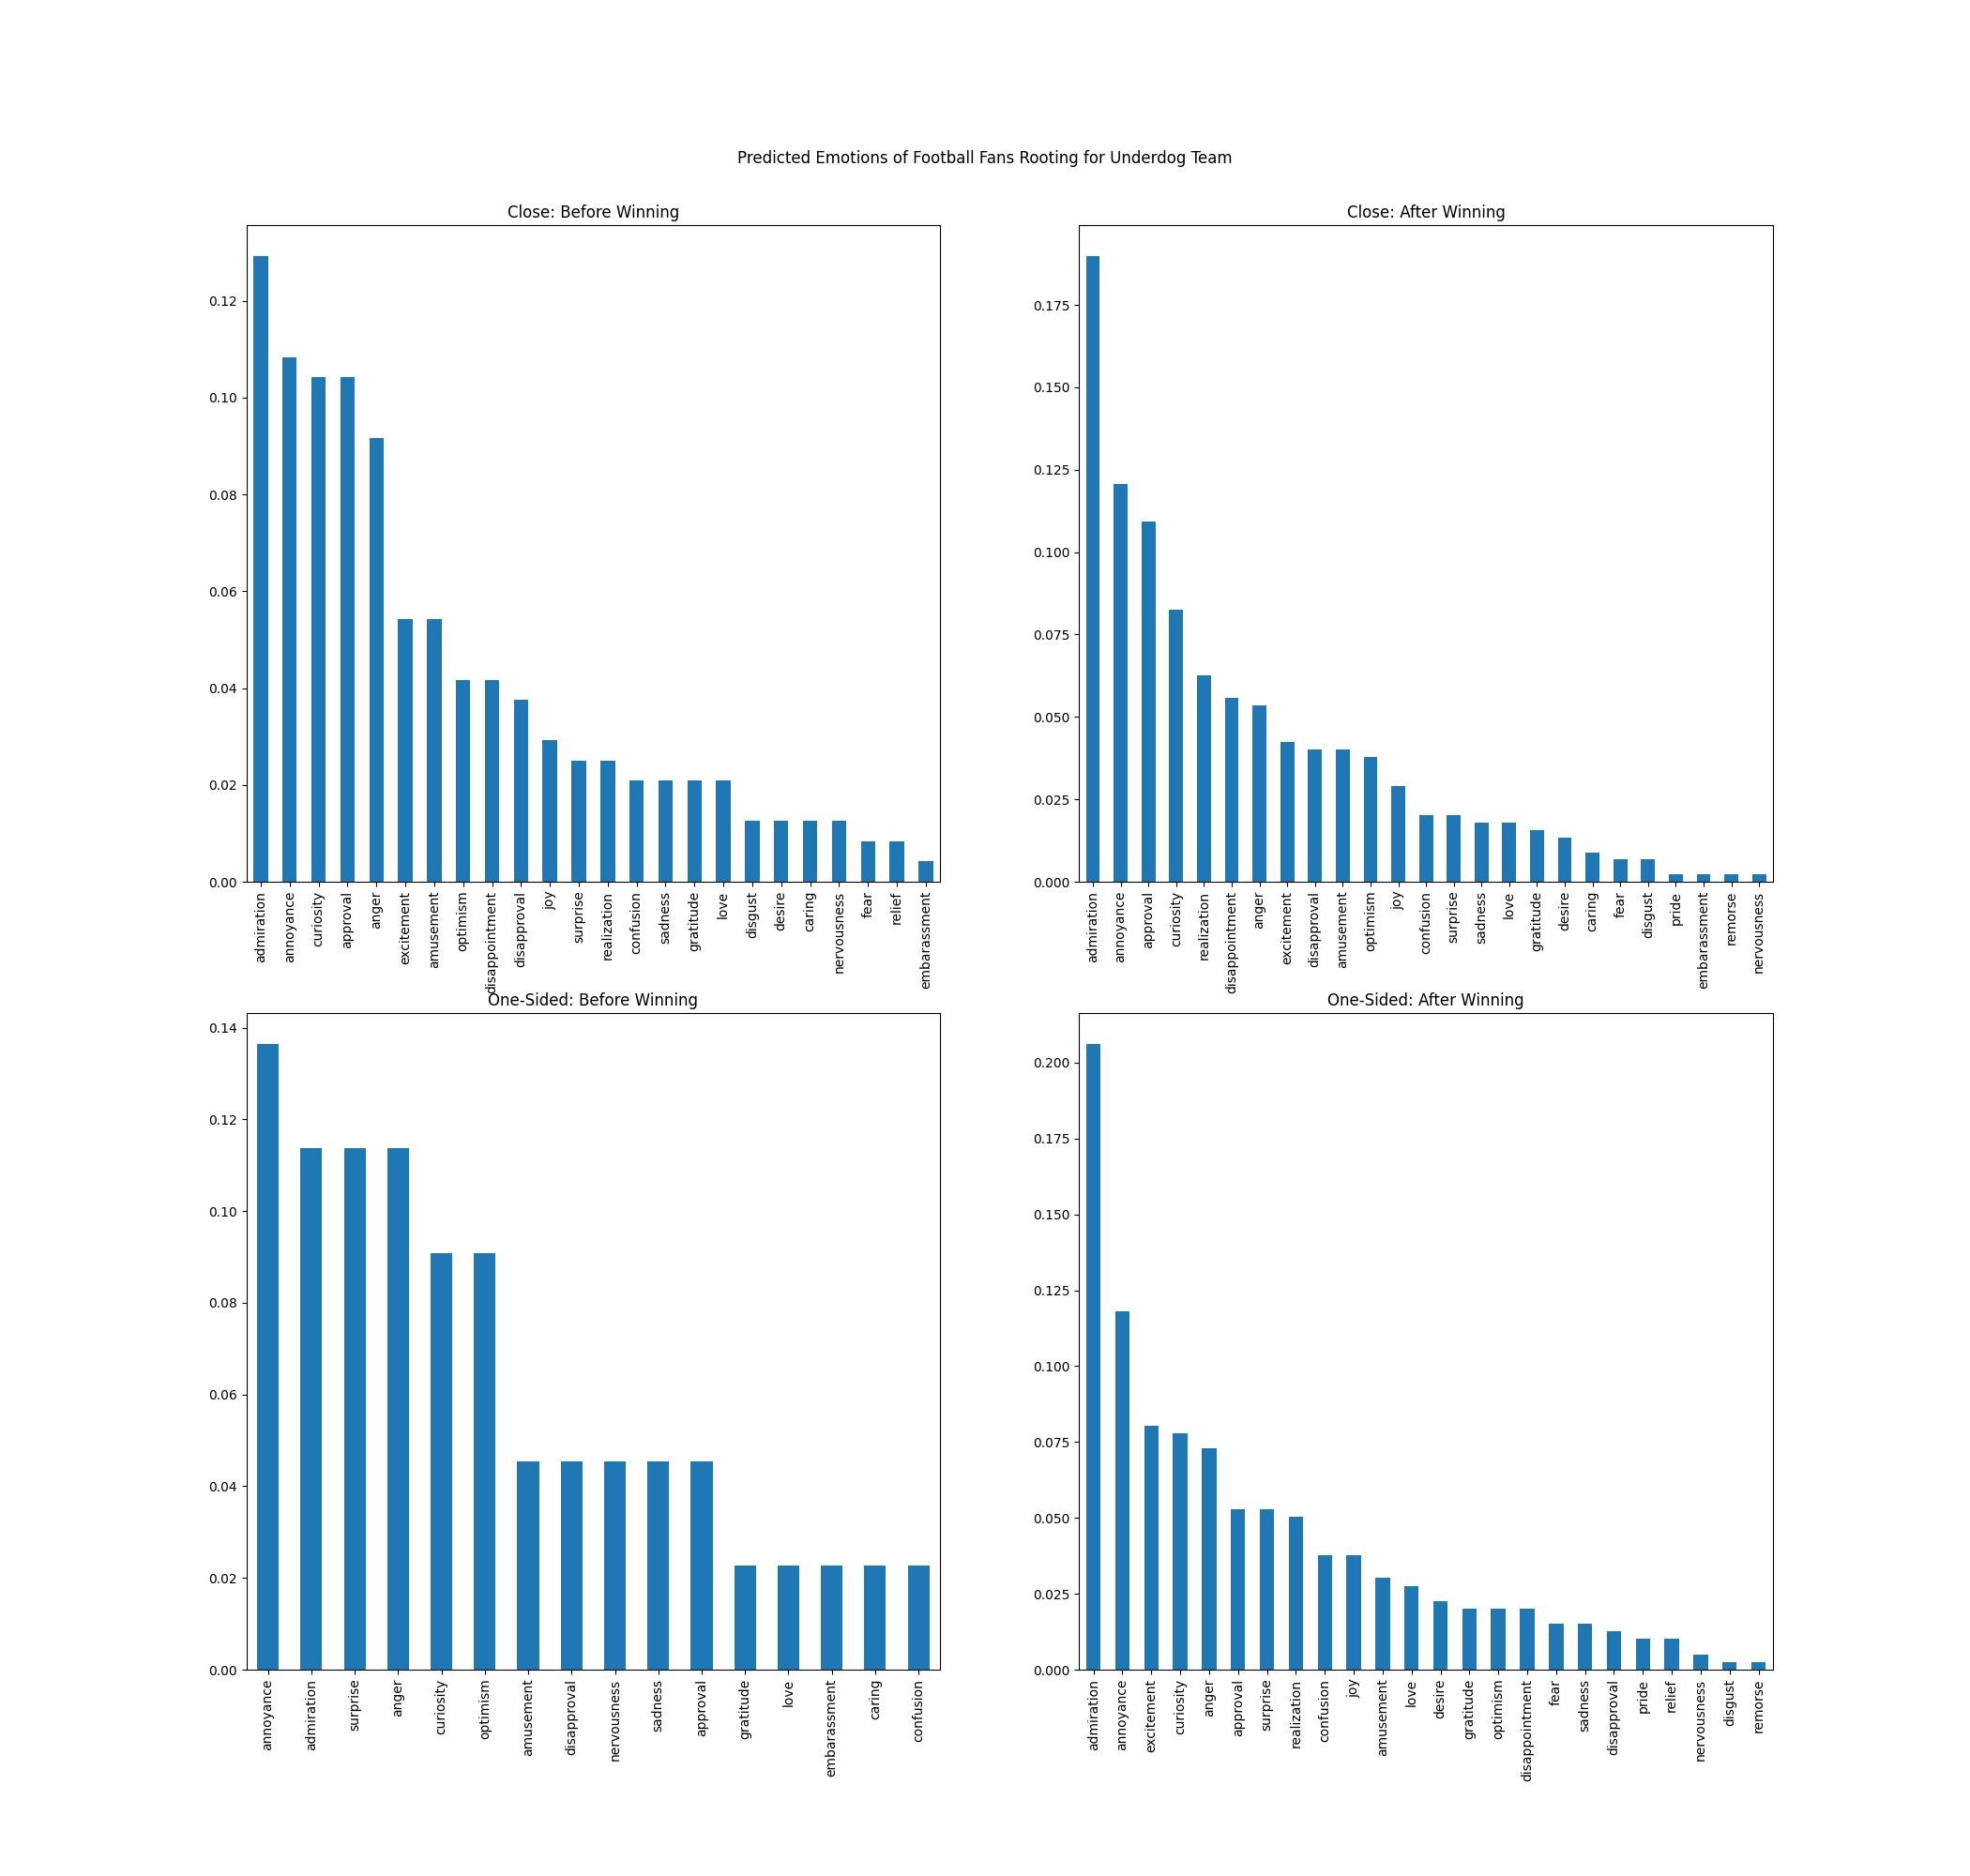 Predicted Emotions of Football Fans Rooting for Underdog Team
Close: Before Winning
0.12
0.10
0.08
0.06
0.04
0.02
0.00
admiration
annoyance
curiosity
approval
anger
excitement
amusement
optimism
disappointment
disapproval
joy
surprise
realization
confusion
sadness
gratitude
love
disgust
desire
caring
nervousness
fear
relief
embarassment
Close: After Winning
0.175
0.150
0.125
0.100
0.075
0.050
0.025
0.000
admiration
annoyance
approval
curiosity
realization
disappointment
anger
excitement
disapproval
amusement
optimism
joy
confusion
surprise
sadness
love
gratitude
desire
caring
fear
disgust
pride
embarassment
remorse
nervousness
One-Sided: Before Winning
0.14
0.12
0.10
0.08
0.06
0.04
0.02
0.00
annoyance
admiration
surprise
anger
curiosity
optimism
amusement
disapproval
nervousness
sadness
approval
gratitude
love
embarassment
caring
confusion
One-Sided: After Winning
0.200
0.175
0.150
0.125
0.100
0.075
0.050
0.025
0.000
admiration
annoyance
excitement
curiosity
anger
approval
surprise
realization
confusion
joy
amusement
love
desire
gratitude
optimism
disappointment
fear
sadness
disapproval
pride
relief
nervousness
disgust
remorse